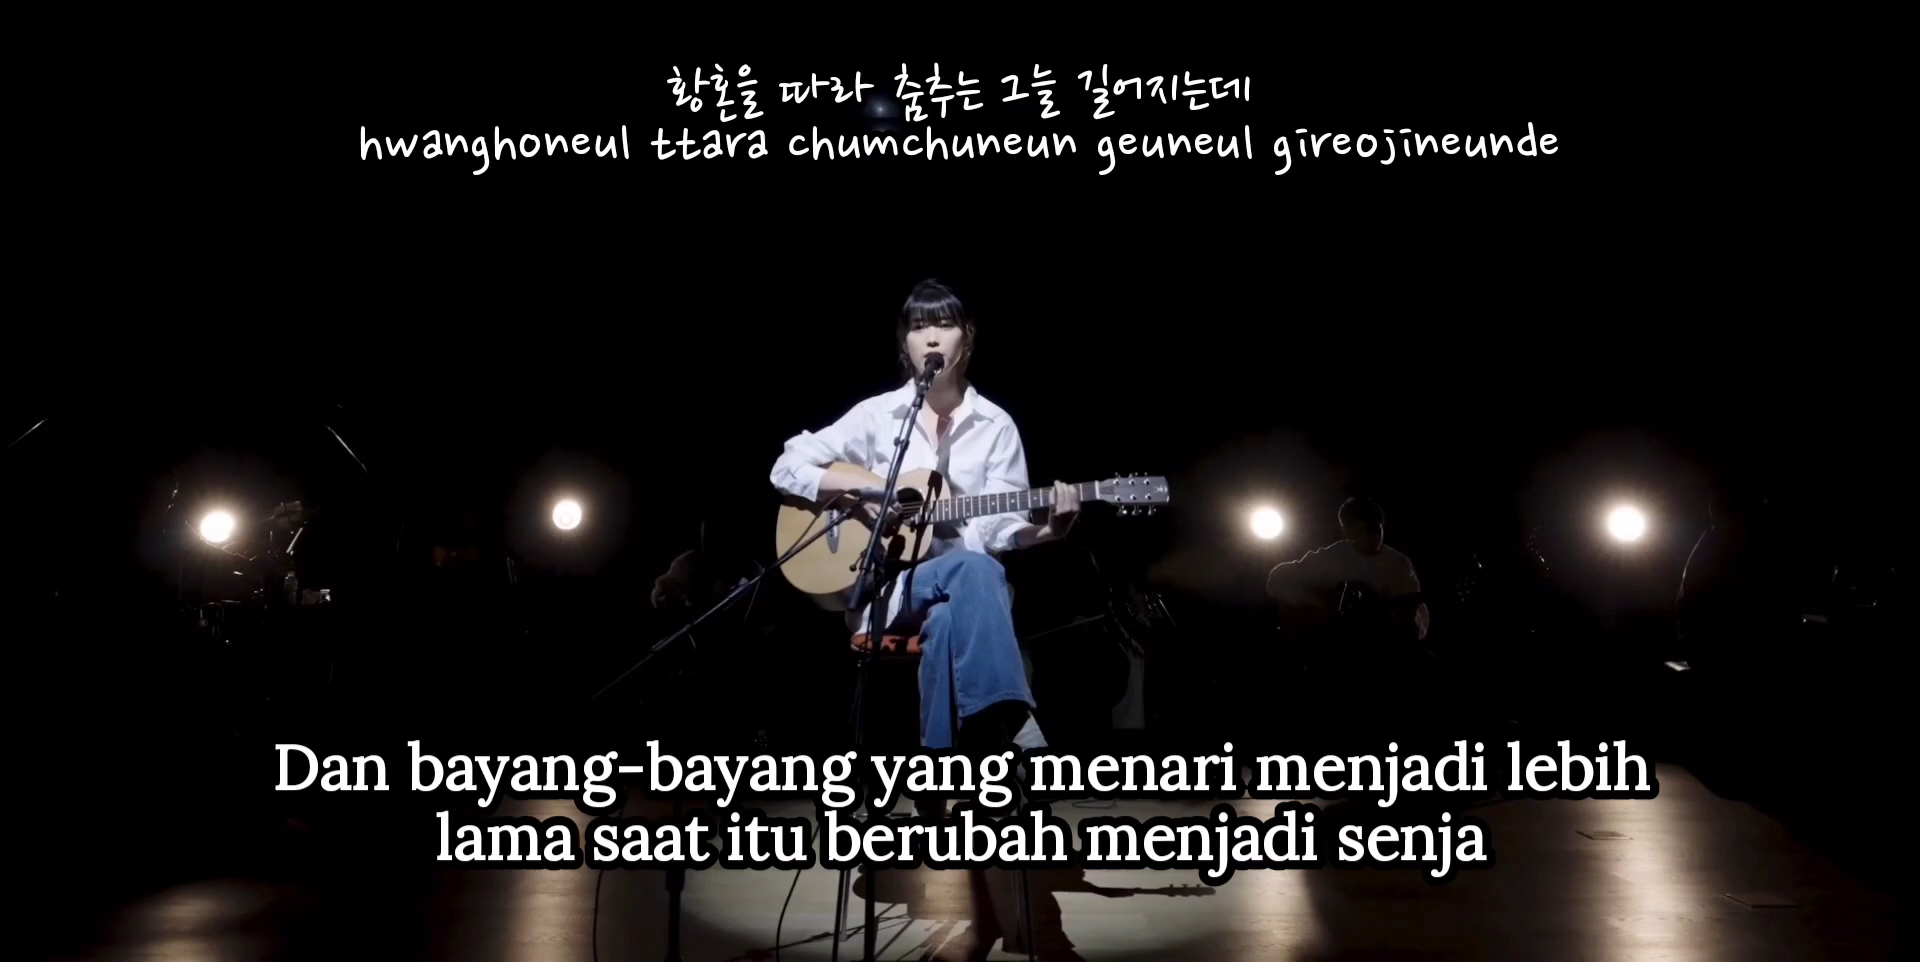 황혼을 따라 춤추는 그늘 길어지는데
hwanghoneul ttara chumchuneun geuneul gireojineunde
Dan bayang-bayang yang menari menjadi lebih
lama saat itu berubah menjadi senja